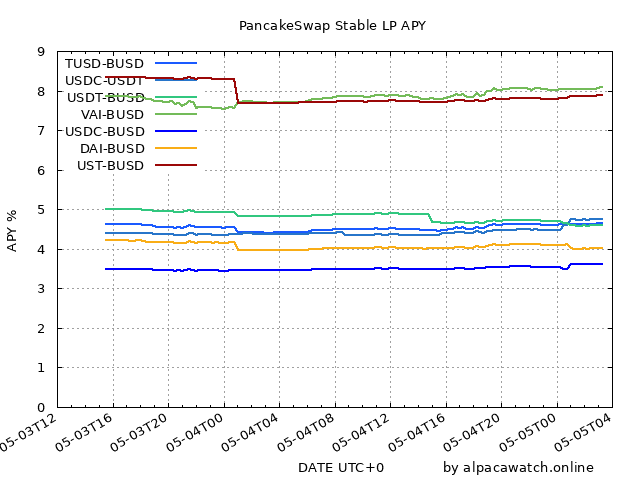 PancakeSwap Stable LP APY
9
8
7
6
5
4
3
2
1
0
APY %
TUSD-BUSD
USDC-USDT
USDT-BUSD
VAI-BUSD
USDC-BUSD
DAI-BUSD
UST-BUSD
05-03T12
05-03T16
05-03T20
05-04T00
05-04T04
05-04T08
05-04T12
05-04T16
05-04T20
05-05T00
05-05T04
DATE UTC+0
by alpacawatch.online